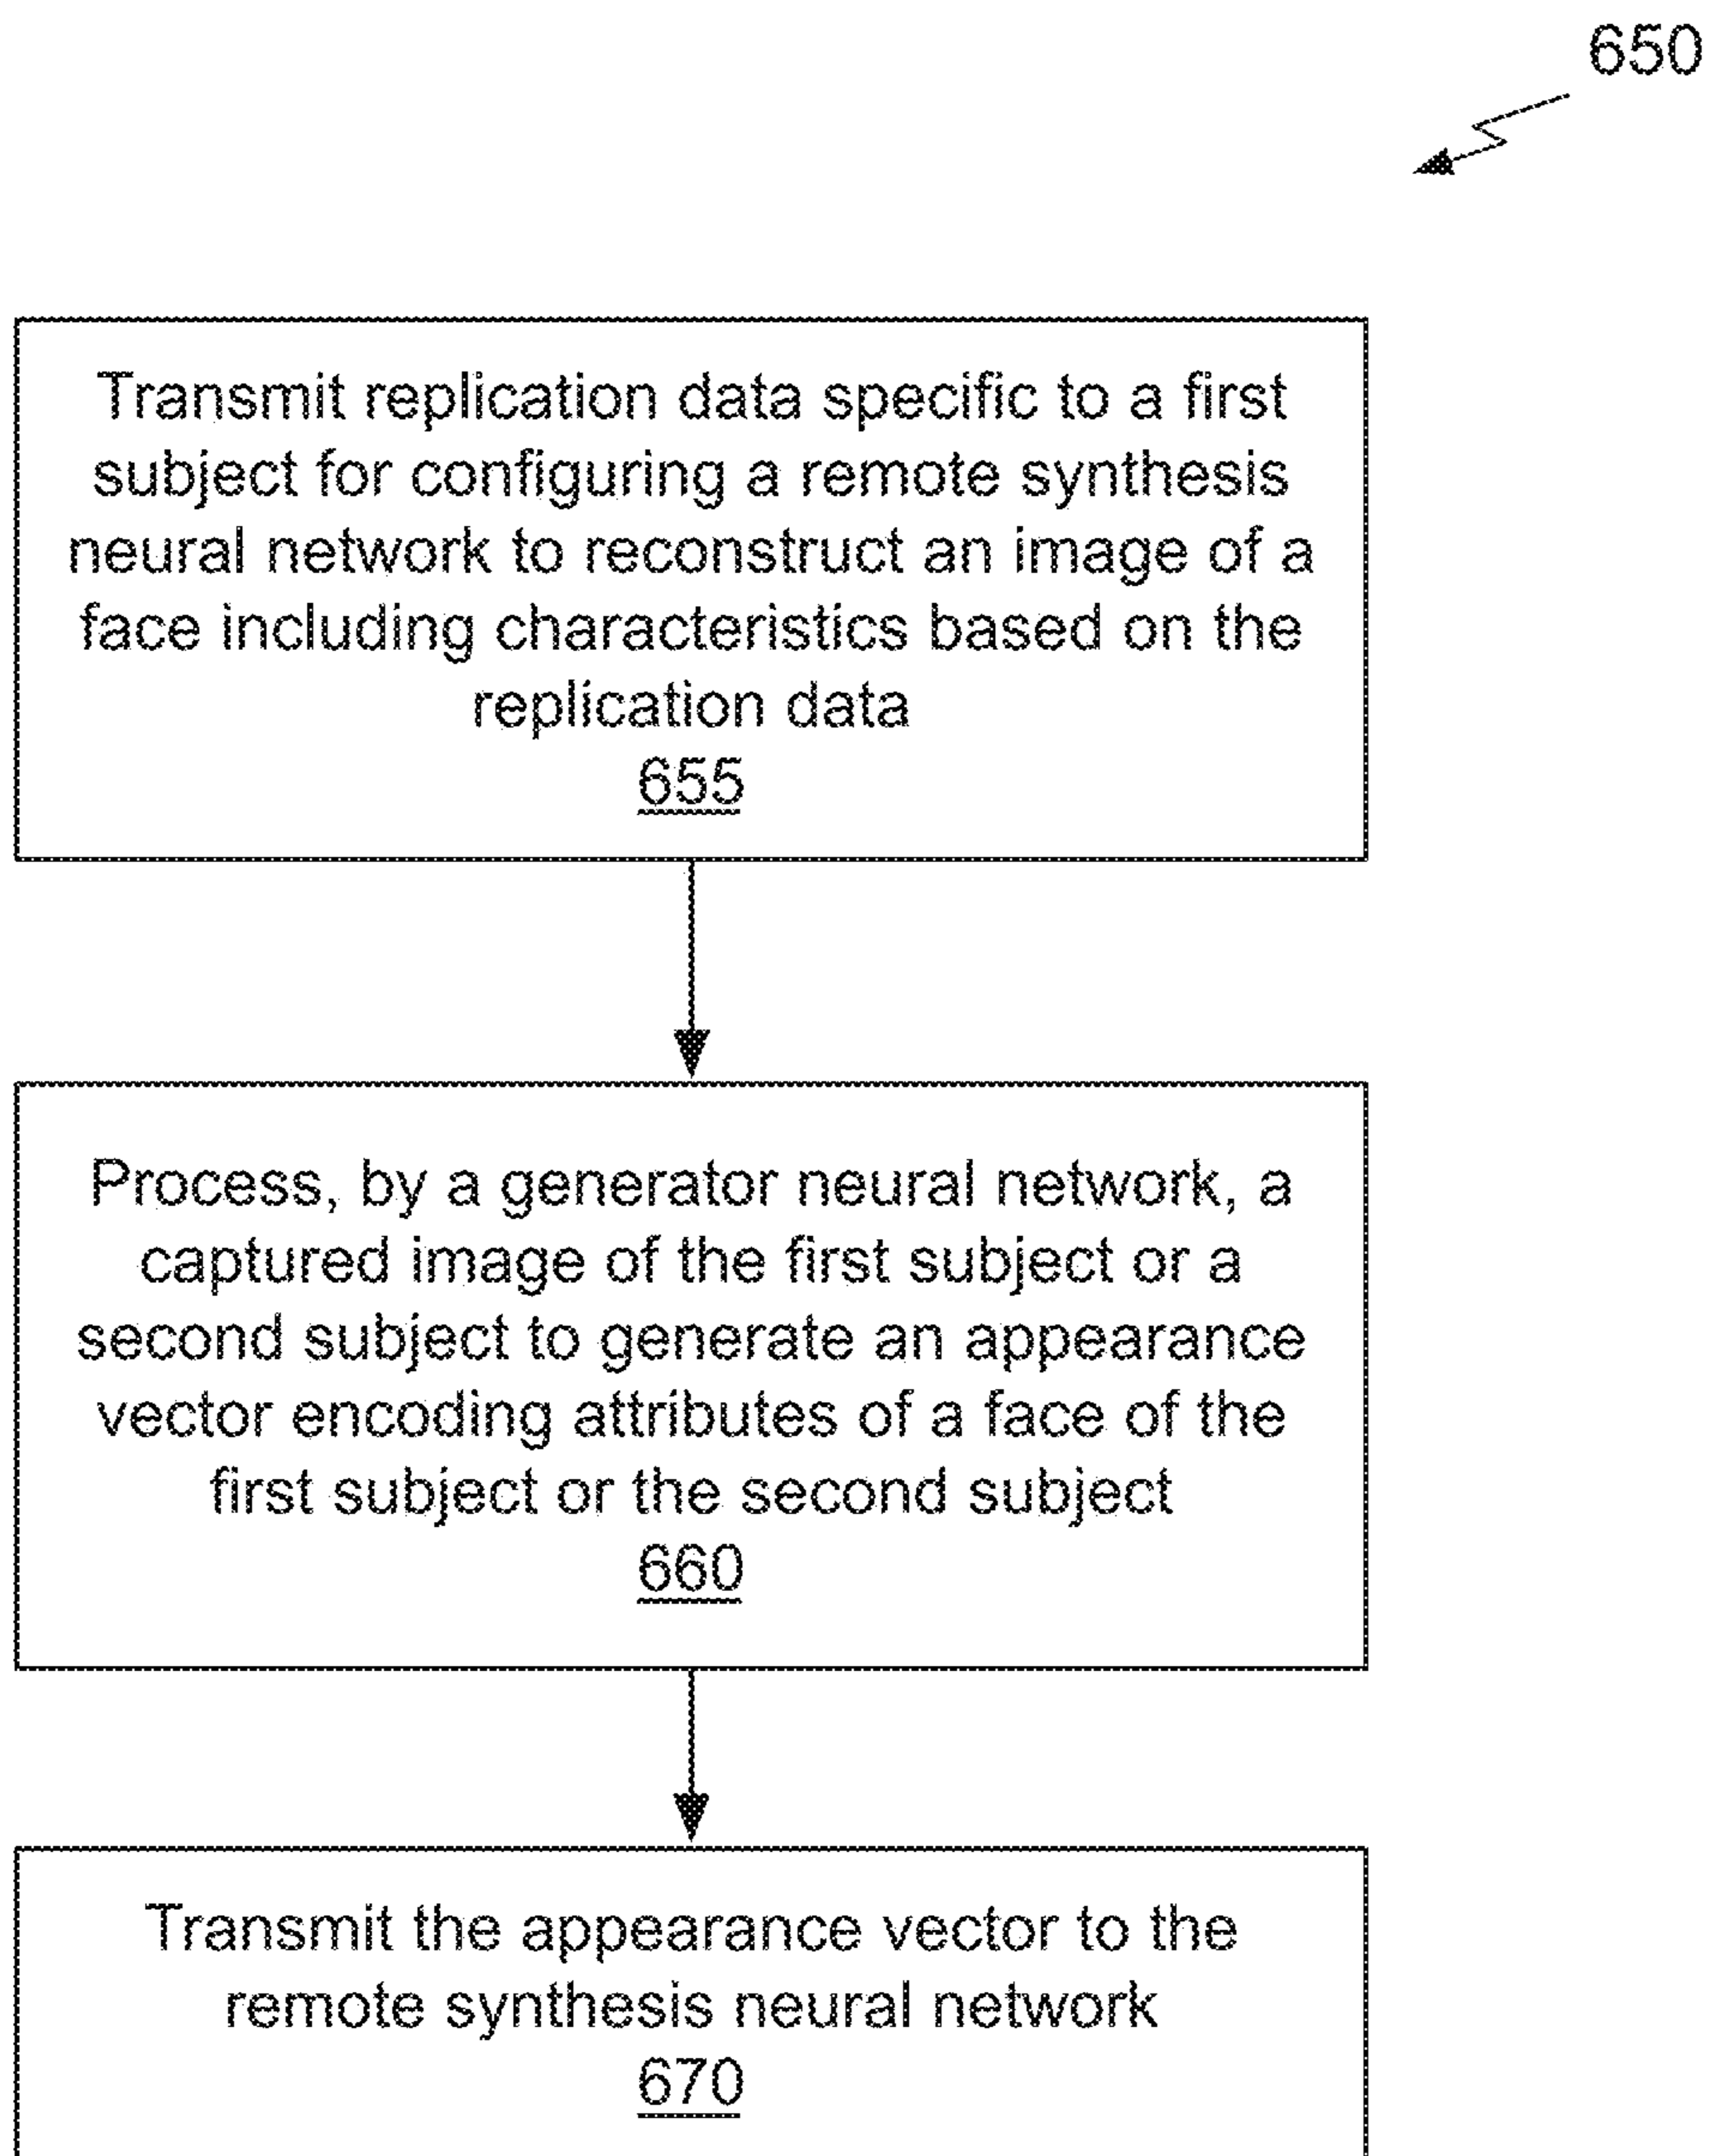 650
Transmit replication data specific to a first
subject for configuring a remote synthesis
neural network to reconstruct an image of a
face including characteristics based on the
replication data
655
Process, by a generator neural network, a
captured image of the first subject or a
second subject to generate an appearance
vector encoding attributes of a face of the
first subject or the second subject
660
Transmit the appearance vector to the
remote synthesis neural network
670